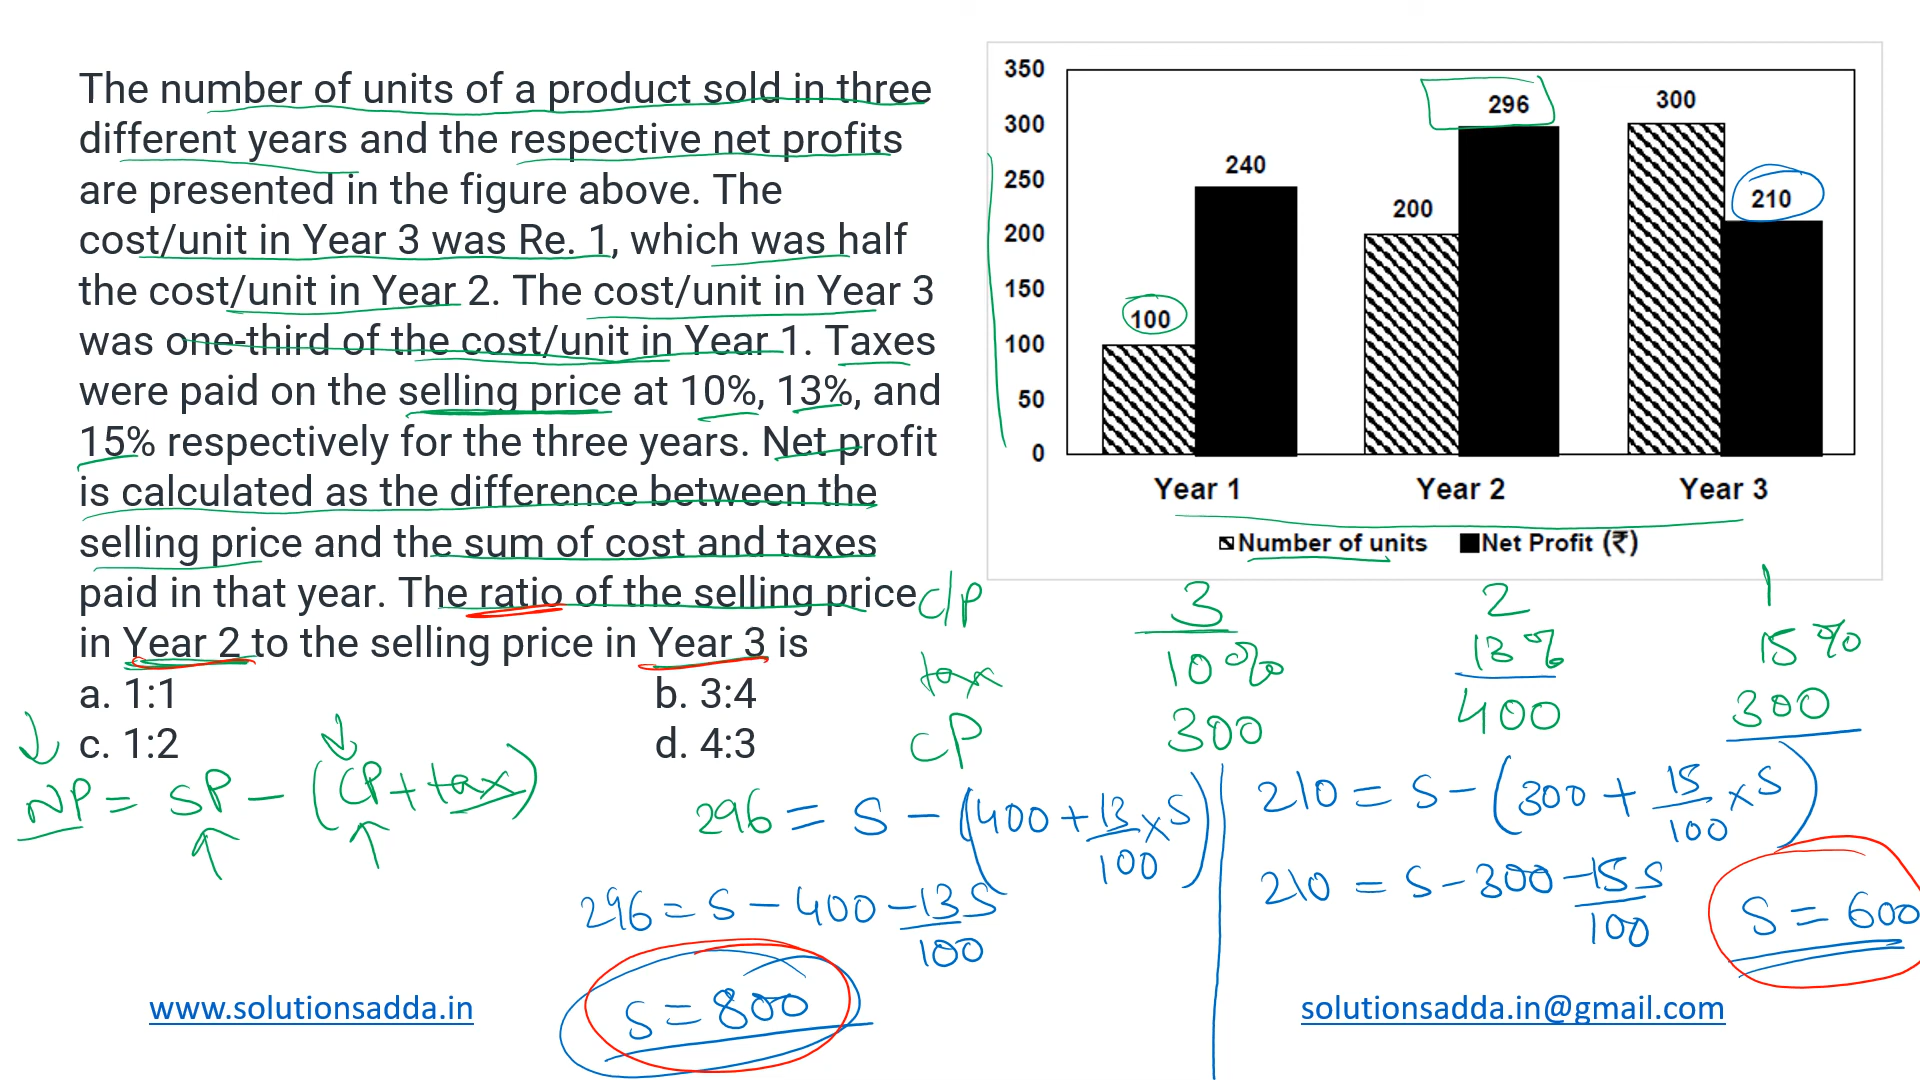 The number of units of a product sold in three
different years and the respective net profits
are presented in the figure above. The
cost/unit in Year 3 was Re. 1, which was half
the cost/unit in Year 2. The cost/unit in Year 3
was one-third of the cost/unit in Year 1. Taxes
were paid on the selling price at 10%, 13%, and
15% respectively for the three years. Net profit
is calculated as the difference between the
selling price and the sum of cost and taxes
paid in that year. The ratio of the selling price
in Year 2 to the selling price in Year 3 is
a. 1:1 b. 3:4
c. 1:2 d. 4:3
NP = SP - (CP + tax)
350
300
250
200
150
100
50
0
100 240 200 296 300 210
Year 1 Year 2 Year 3
Number of units Net Profit (₹)
C/P 3 2 1
tax 10% 13% 15%
CP 300 400 300
296 = S - (400 + 13/100 × S)
296 = S - 400 - 13S/100
S = 800
210 = S - (300 + 15/100 × S)
210 = S - 300 - 15S/100
S = 600
www.solutionsadda.in
solutionsadda.in@gmail.com